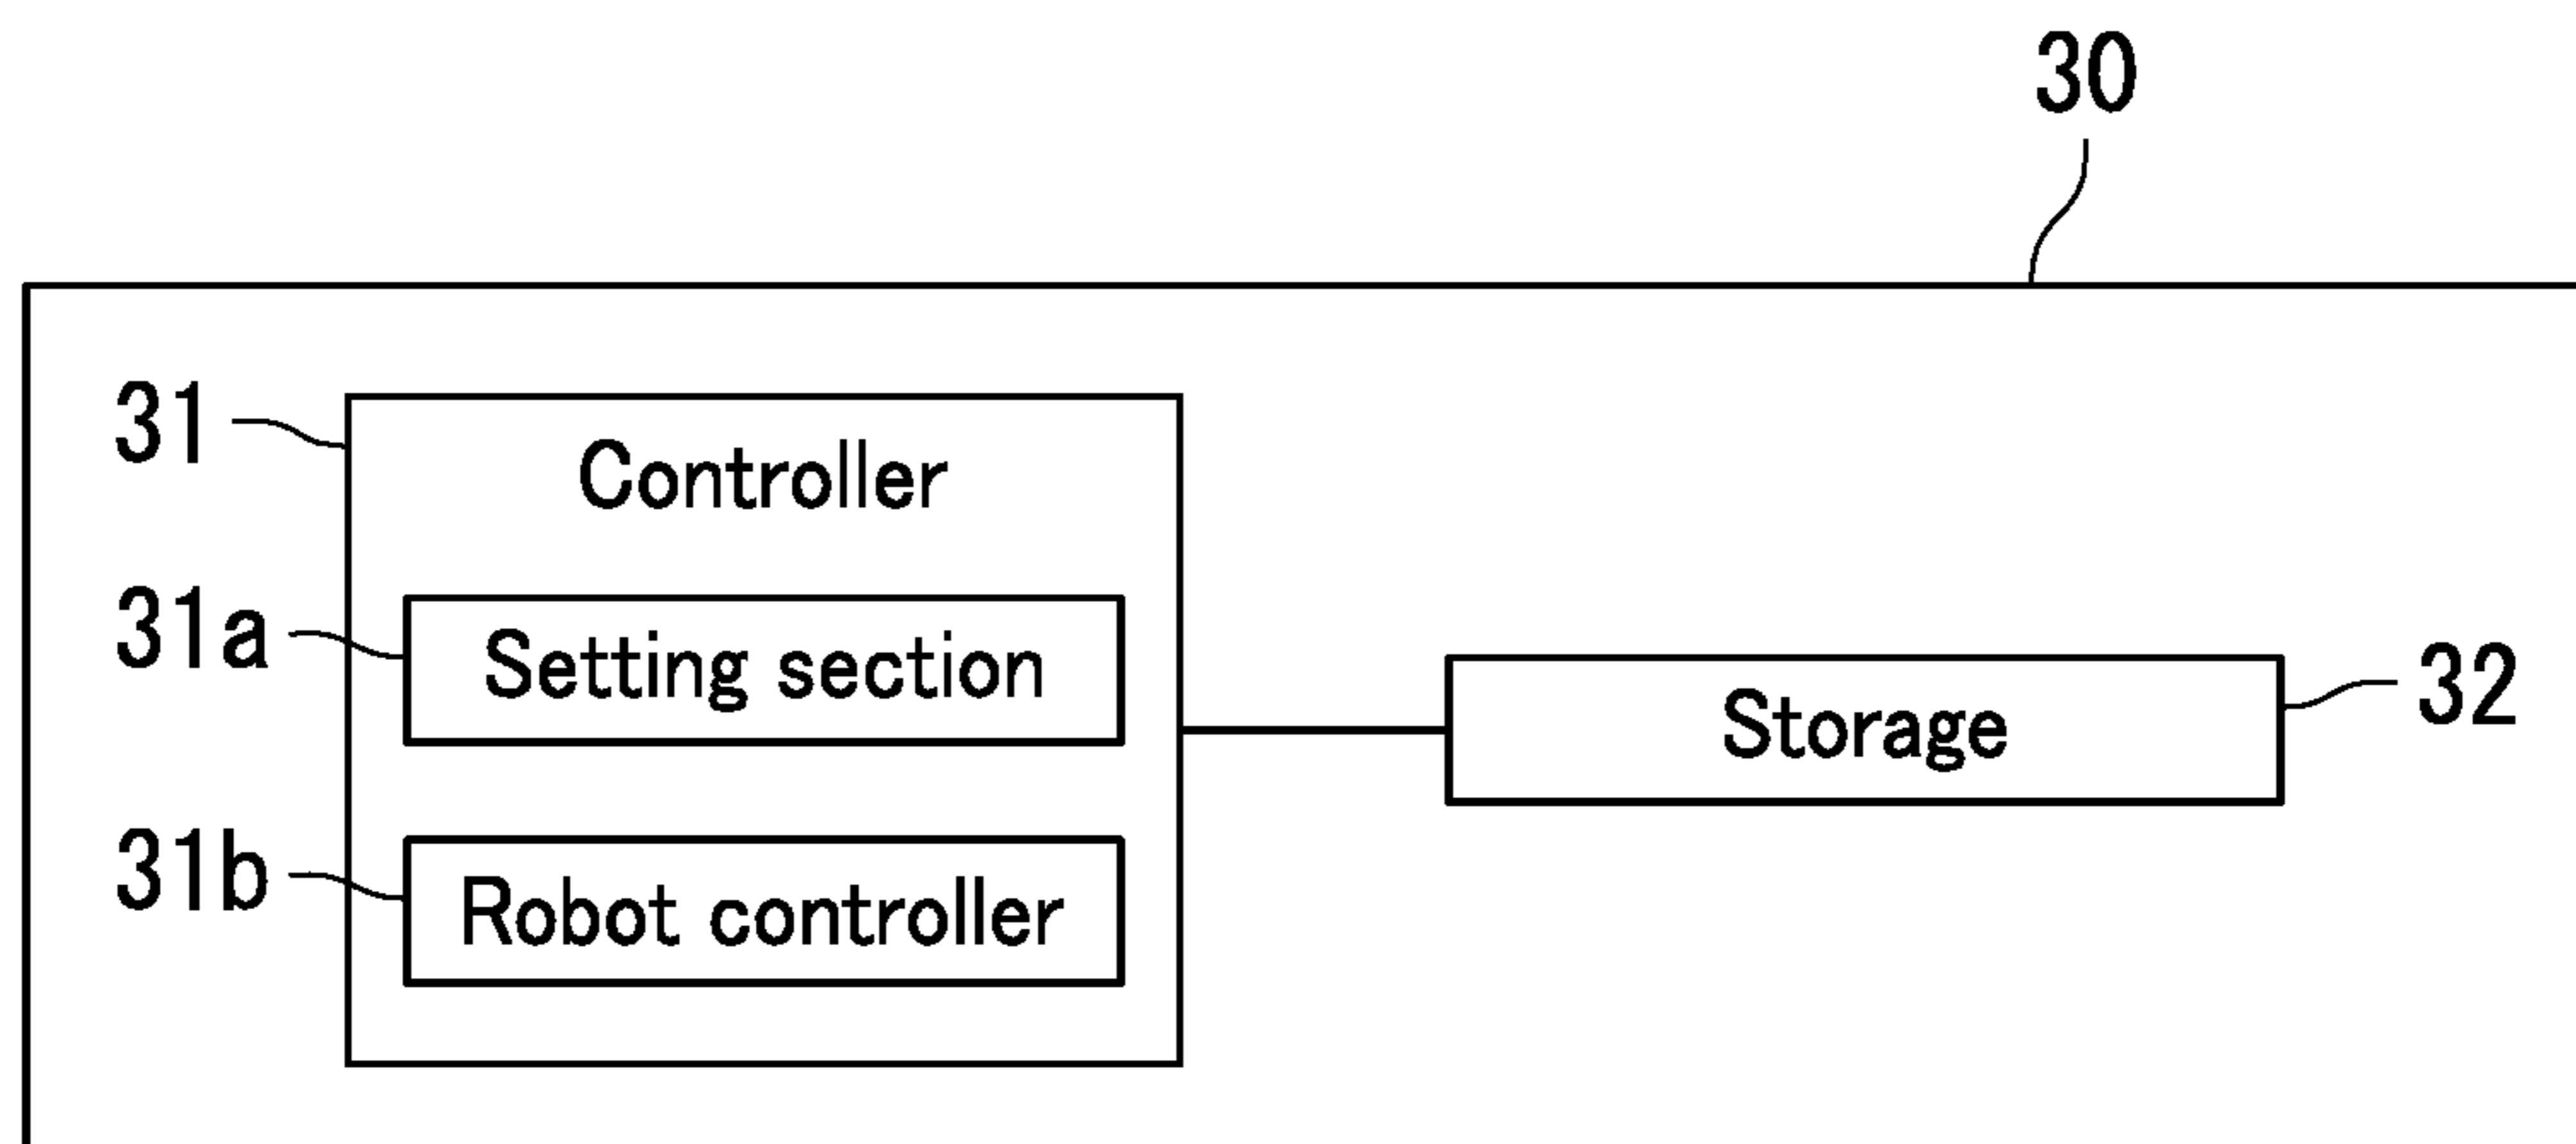 30
31
Controller
31a
Setting section
Storage
32
31b
Robot controller